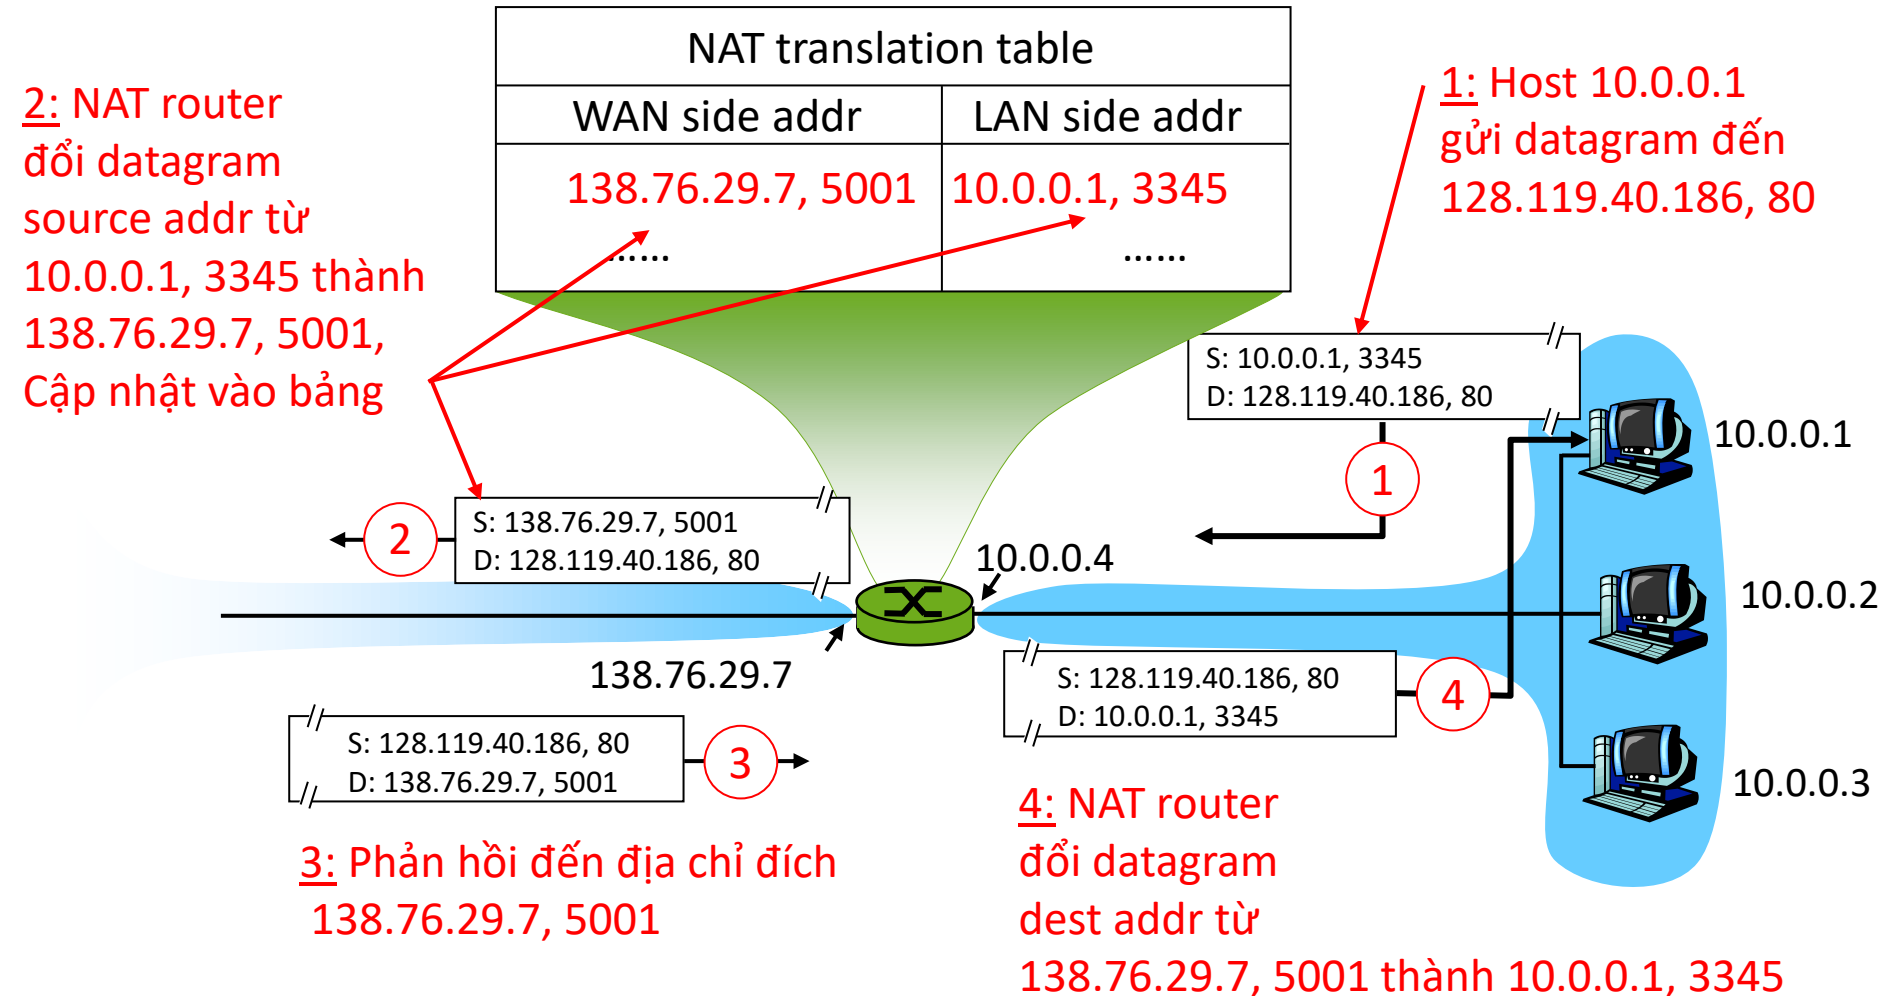 NAT translation table
WAN side addr LAN side addr
138.76.29.7, 5001 10.0.0.1, 3345
...... ......
2: NAT router
đổi datagram
source addr từ
10.0.0.1, 3345 thành
138.76.29.7, 5001,
Cập nhật vào bảng
1: Host 10.0.0.1
gửi datagram đến
128.119.40.186, 80
S: 10.0.0.1, 3345
D: 128.119.40.186, 80
1
10.0.0.1
S: 138.76.29.7, 5001
D: 128.119.40.186, 80
2
10.0.0.4
10.0.0.2
138.76.29.7
S: 128.119.40.186, 80
D: 10.0.0.1, 3345
4
S: 128.119.40.186, 80
D: 138.76.29.7, 5001
3
10.0.0.3
3: Phản hồi đến địa chỉ đích
138.76.29.7, 5001
4: NAT router
đổi datagram
dest addr từ
138.76.29.7, 5001 thành 10.0.0.1, 3345